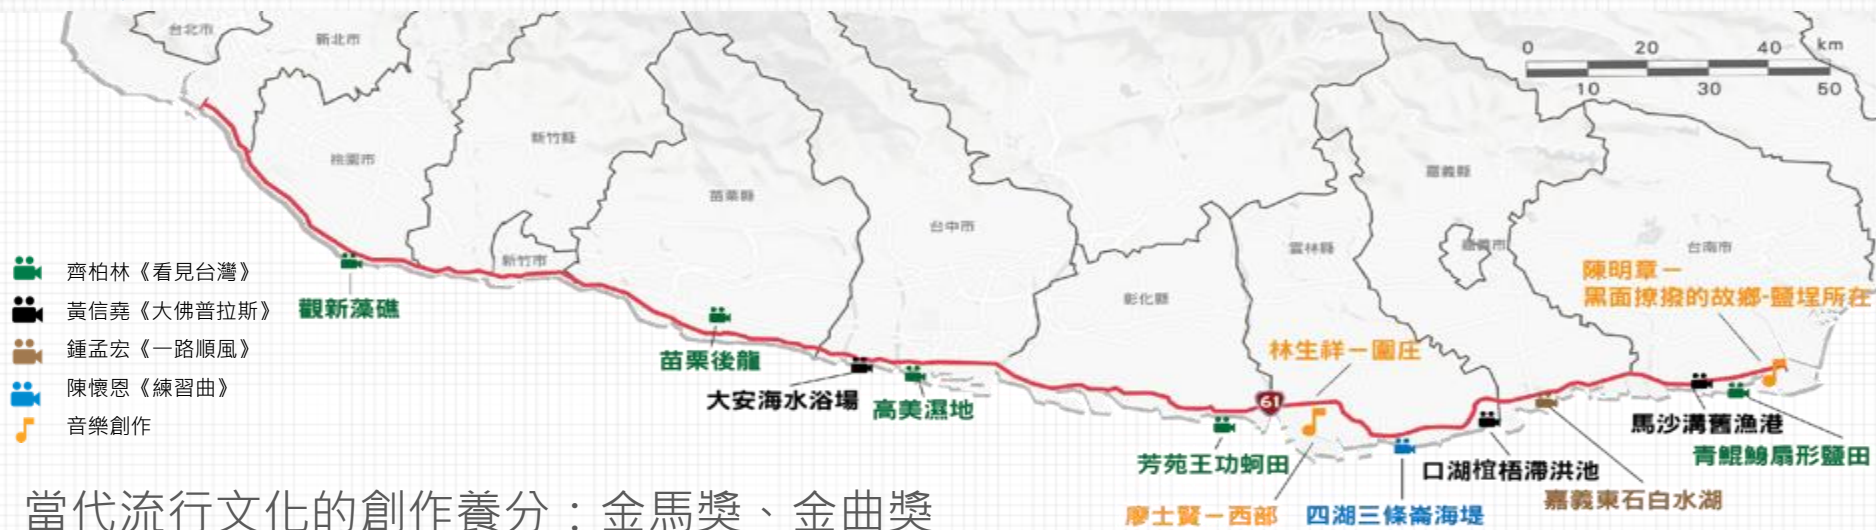 台北市
新北市
桃園市
新竹縣
新竹市
苗栗縣
台中市
彰化縣
雲林縣
嘉義縣
嘉義市
台南市
0 20 40 km
10 30 50
齊柏林《看見台灣》
黃信堯《大佛普拉斯》
鍾孟宏《一路順風》
陳懷恩《練習曲》
音樂創作
觀新藻礁
苗栗後龍
大安海水浴場
高美濕地
芳苑王功蚵田
61
林生祥－圍庄
廖士賢－西部
四湖三條崙海堤
口湖椬梧滯洪池
嘉義東石白水湖
陳明章－
黑面撩撥的故鄉-鹽埕所在
馬沙溝舊漁港
青鯤鯓扇形鹽田
當代流行文化的創作養分：金馬獎、金曲獎